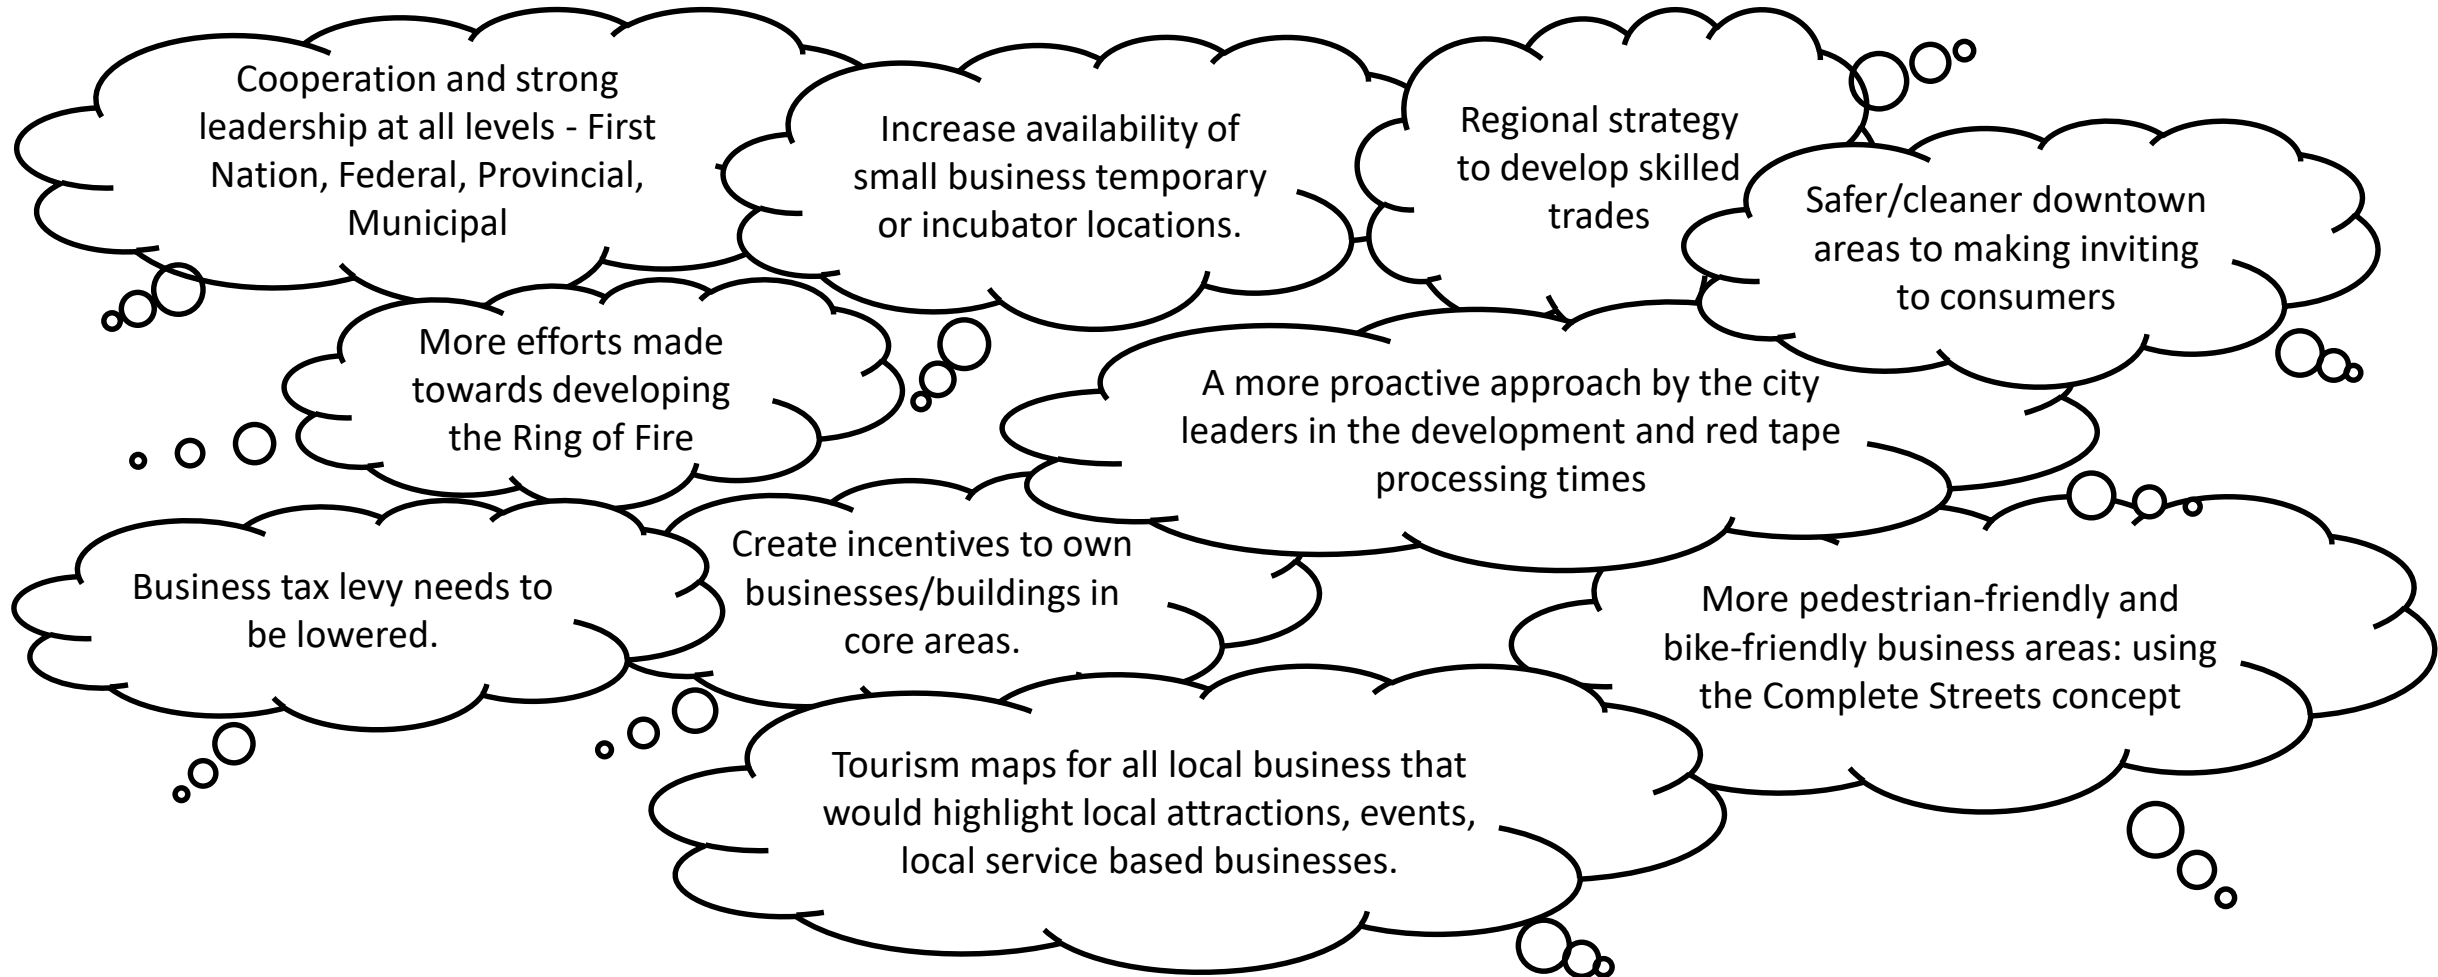 Cooperation and strong
leadership at all levels - First
Nation, Federal, Provincial,
Municipal
Increase availability of
small business temporary
or incubator locations.
Regional strategy
to develop skilled
trades
Safer/cleaner downtown
areas to making inviting
to consumers
More efforts made
towards developing
the Ring of Fire
A more proactive approach by the city
leaders in the development and red tape
processing times
Business tax levy needs to
be lowered.
Create incentives to own
businesses/buildings in
core areas.
More pedestrian-friendly and
bike-friendly business areas: using
the Complete Streets concept
Tourism maps for all local business that
would highlight local attractions, events,
local service based businesses.